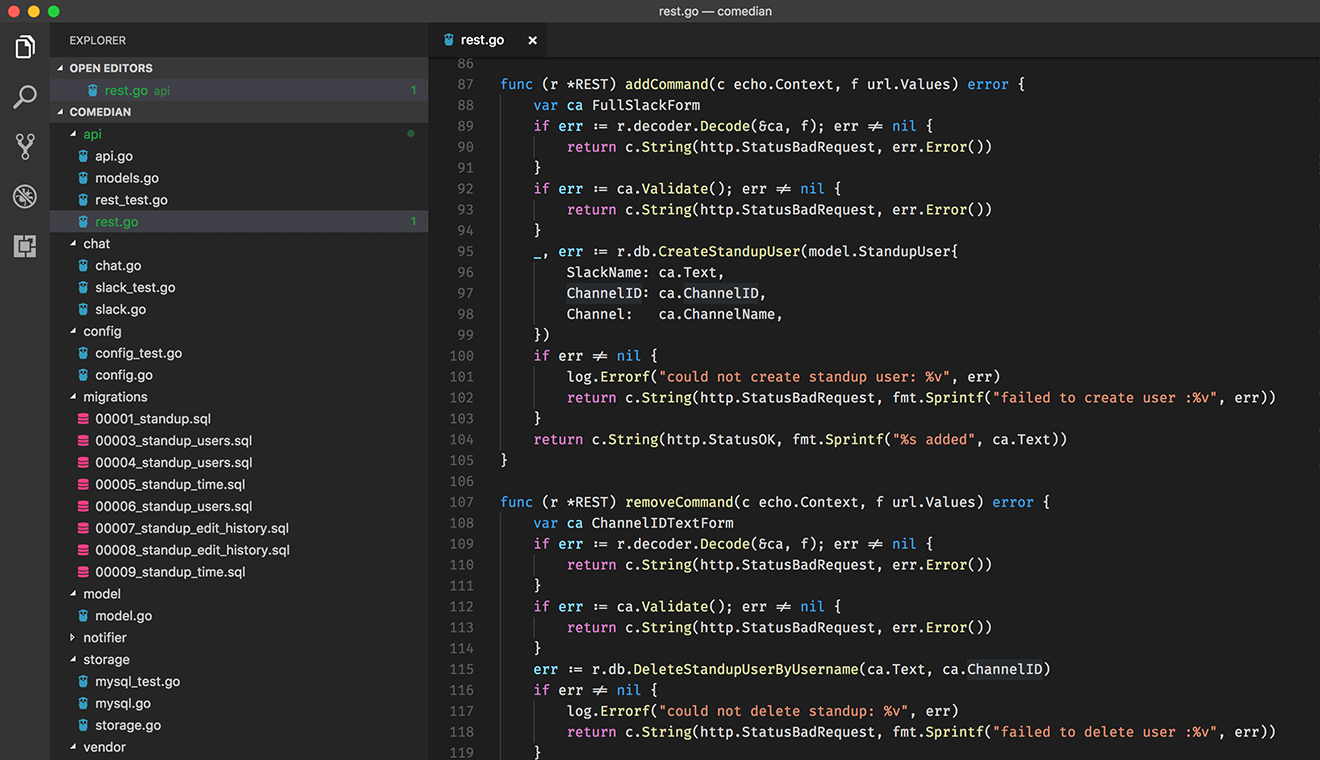 rest.go — comedian
EXPLORER
OPEN EDITORS
rest.go api 1
COMEDIAN
api
api.go
models.go
rest_test.go
rest.go 1
chat
chat.go
slack_test.go
slack.go
config
config_test.go
config.go
migrations
00001_standup.sql
00003_standup_users.sql
00004_standup_users.sql
00005_standup_time.sql
00006_standup_users.sql
00007_standup_edit_history.sql
00008_standup_edit_history.sql
00009_standup_time.sql
model
model.go
notifier
storage
mysql_test.go
mysql.go
storage.go
vendor
rest.go ×
86
87 func (r *REST) addCommand(c echo.Context, f url.Values) error {
88     var ca FullSlackForm
89     if err := r.decoder.Decode(&ca, f); err ≠ nil {
90         return c.String(http.StatusBadRequest, err.Error())
91     }
92     if err := ca.Validate(); err ≠ nil {
93         return c.String(http.StatusBadRequest, err.Error())
94     }
95     _, err := r.db.CreateStandupUser(model.StandupUser{
96         SlackName: ca.Text,
97         ChannelID: ca.ChannelID,
98         Channel:   ca.ChannelName,
99     })
100     if err ≠ nil {
101         log.Errorf("could not create standup user: %v", err)
102         return c.String(http.StatusBadRequest, fmt.Sprintf("failed to create user :%v", err))
103     }
104     return c.String(http.StatusOK, fmt.Sprintf("%s added", ca.Text))
105 }
106
107 func (r *REST) removeCommand(c echo.Context, f url.Values) error {
108     var ca ChannelIDTextForm
109     if err := r.decoder.Decode(&ca, f); err ≠ nil {
110         return c.String(http.StatusBadRequest, err.Error())
111     }
112     if err := ca.Validate(); err ≠ nil {
113         return c.String(http.StatusBadRequest, err.Error())
114     }
115     err := r.db.DeleteStandupUserByUsername(ca.Text, ca.ChannelID)
116     if err ≠ nil {
117         log.Errorf("could not delete standup: %v", err)
118         return c.String(http.StatusBadRequest, fmt.Sprintf("failed to delete user :%v", err))
119     }